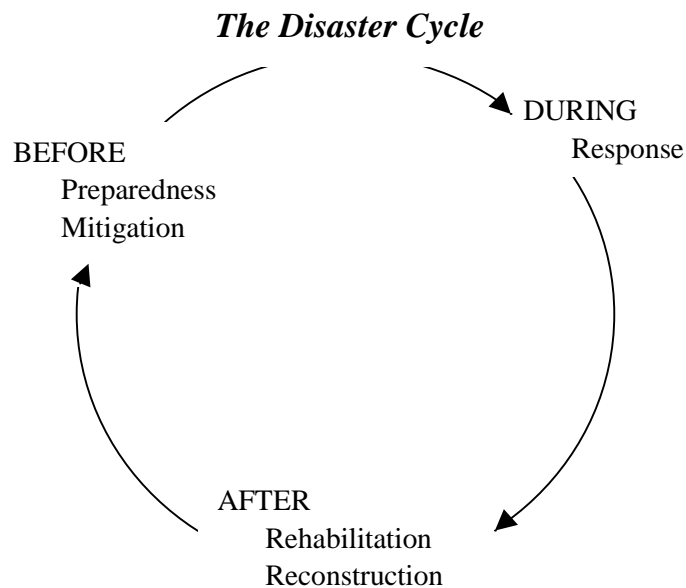 The Disaster Cycle
BEFORE
Preparedness
Mitigation
DURING
Response
AFTER
Rehabilitation
Reconstruction